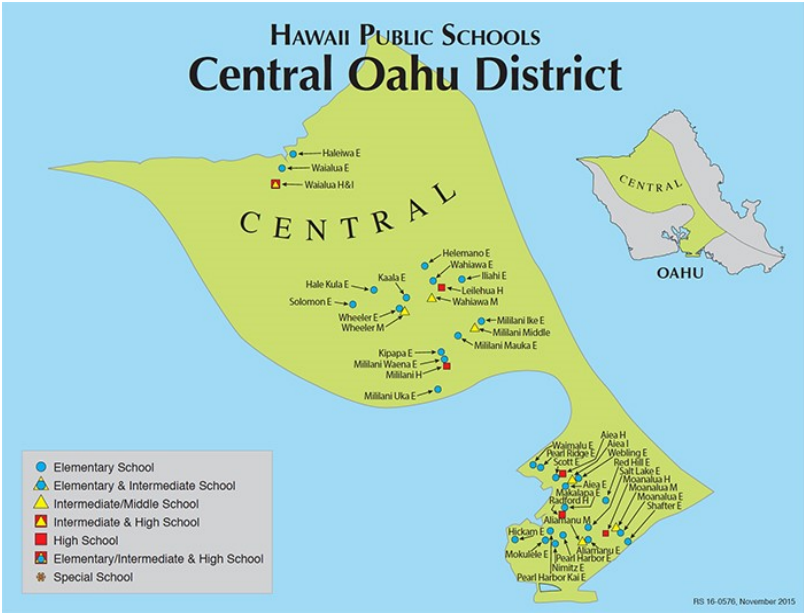 HAWAII PUBLIC SCHOOLS
Central Oahu District
Haleiwa E
Waialua E
Waialua H&I
CENTRAL
CENTRAL
OAHU
Helemano E
Wahiawa E
Iliahi E
Kaala E
Hale Kula E
Leilehua H
Solomon E
Wahiawa M
Wheeler E
Wheeler M
Mililani Ike E
Mililani Middle
Mililani Mauka E
Kipapa E
Mililani Waena E
Mililani H
Mililani Uka E
Aiea H
Waimalu E
Aiea I
Pearl Ridge E
Webling E
Scott E
Red Hill E
Salt Lake E
Aiea E
Moanalua H
Makalapa E
Moanalua M
Radford H
Moanalua E
Shafter E
Aliamanu M
Hickam E
Mokulele E
Aliamanu E
Pearl Harbor E
Nimitz E
Pearl Harbor Kai E
Elementary School
Elementary & Intermediate School
Intermediate/Middle School
Intermediate & High School
High School
Elementary/Intermediate & High School
Special School
RS 16-0576, November 2015